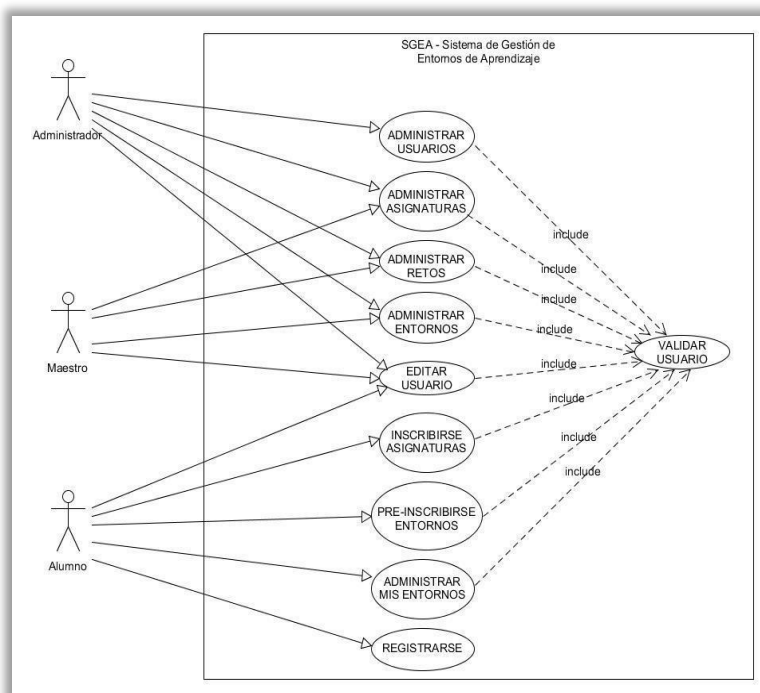 SGEA - Sistema de Gestión de
Entornos de Aprendizaje
Administrador
ADMINISTRAR
USUARIOS
ADMINISTRAR
ASIGNATURAS
include
include
ADMINISTRAR
RETOS
include
Maestro
ADMINISTRAR
ENTORNOS
include
VALIDAR
USUARIO
EDITAR
USUARIO
include
include
INSCRIBIRSE
ASIGNATURAS
include
include
PRE-INSCRIBIRSE
ENTORNOS
Alumno
ADMINISTRAR
MIS ENTORNOS
REGISTRARSE